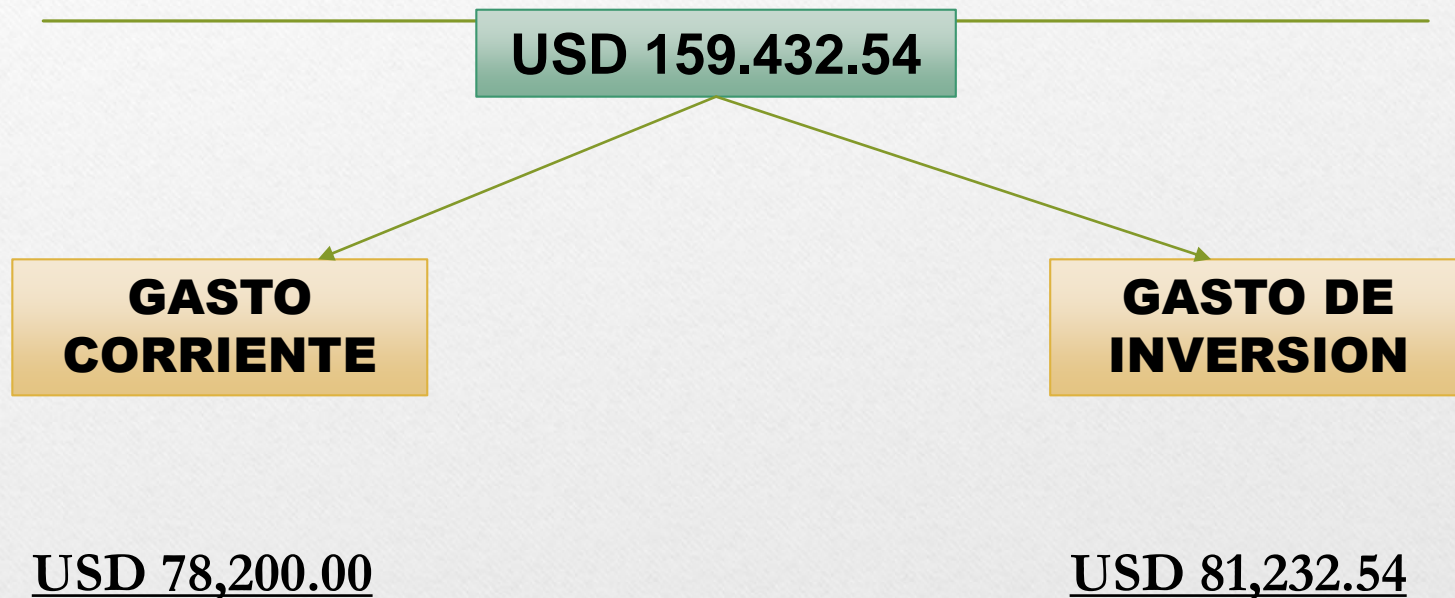 USD 159.432.54
GASTO
CORRIENTE
GASTO DE
INVERSION
USD 78,200.00
USD 81,232.54